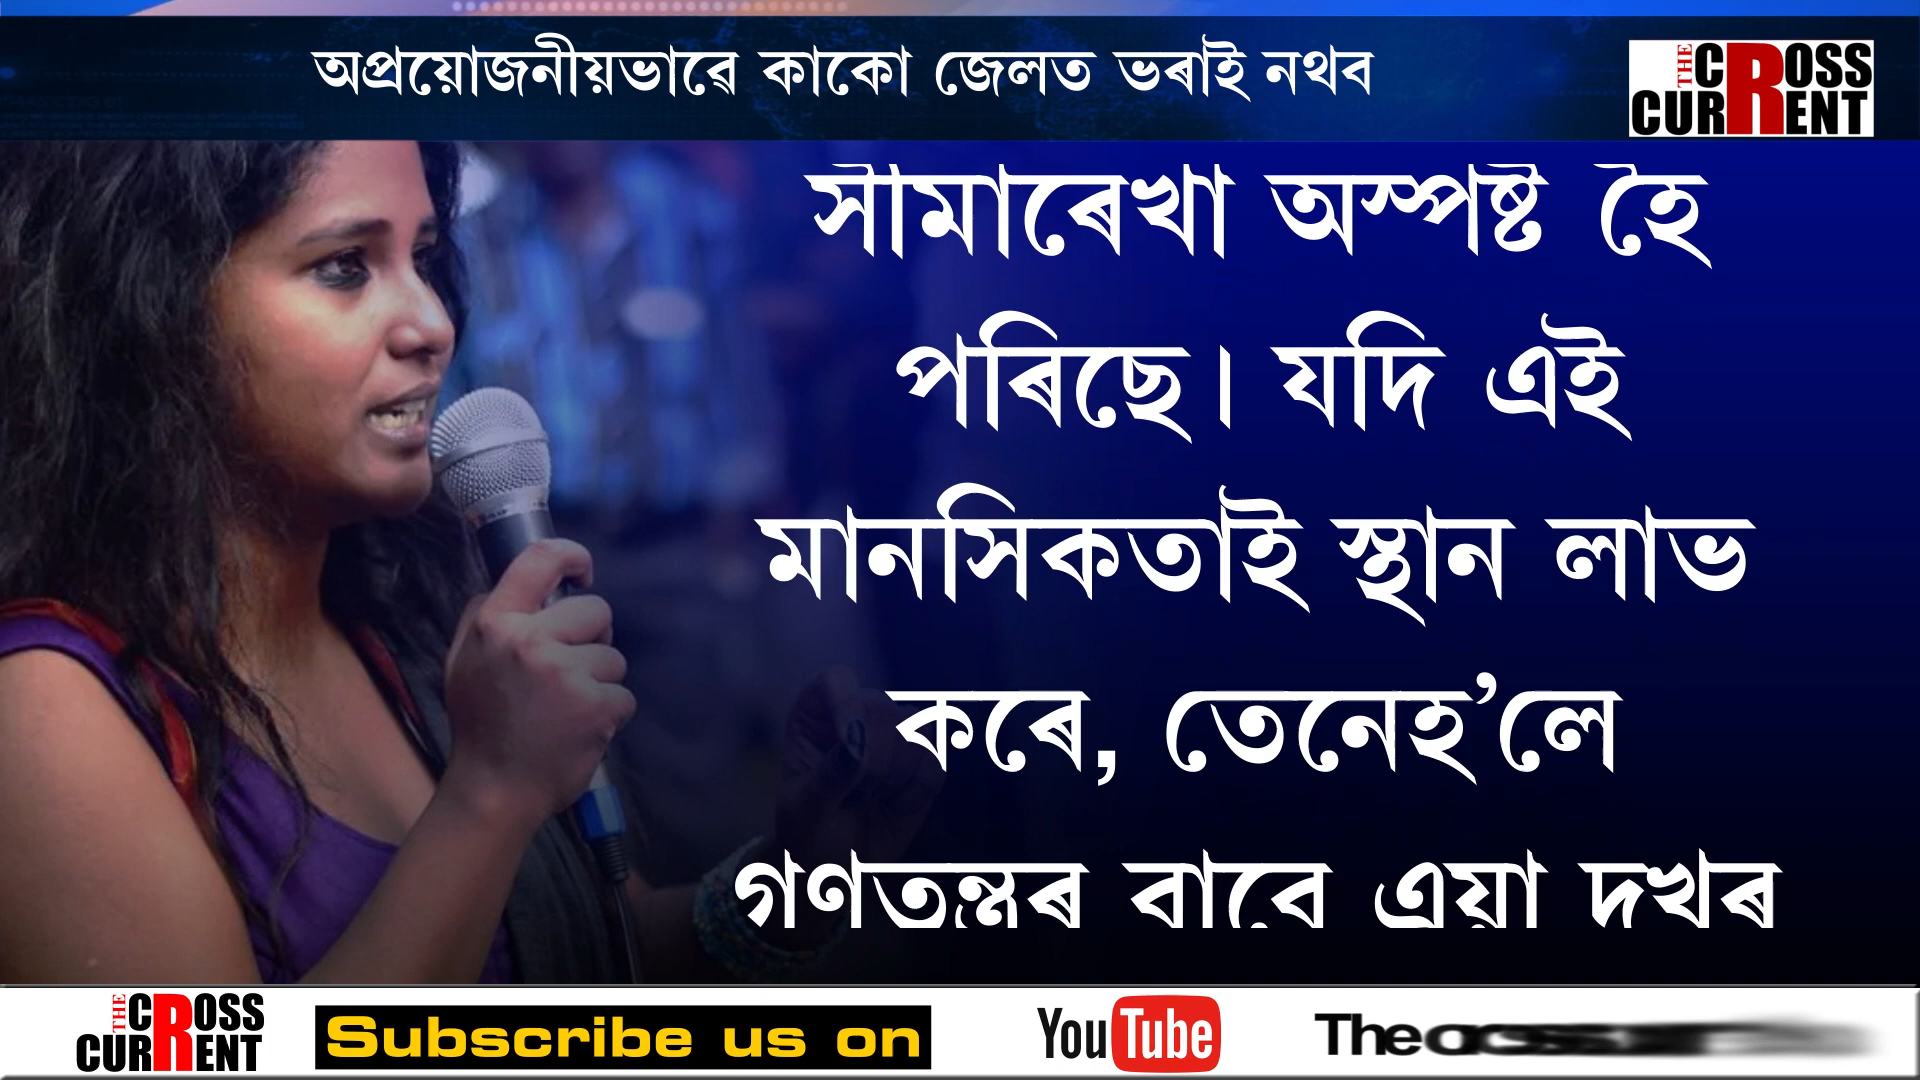 অপ্ৰয়োজনীয়ভাৱে কাকো জেলত ভৰাই নথব
THE CROSS CURRENT
সীমাৰেখা অস্পষ্ট হৈ
পৰিছে। যদি এই
মানসিকতাই স্থান লাভ
কৰে, তেনেহ’লে
গণতন্ত্ৰৰ বাবে এয়া দখৰ
THE CROSS CURRENT
Subscribe us on
YouTube
The